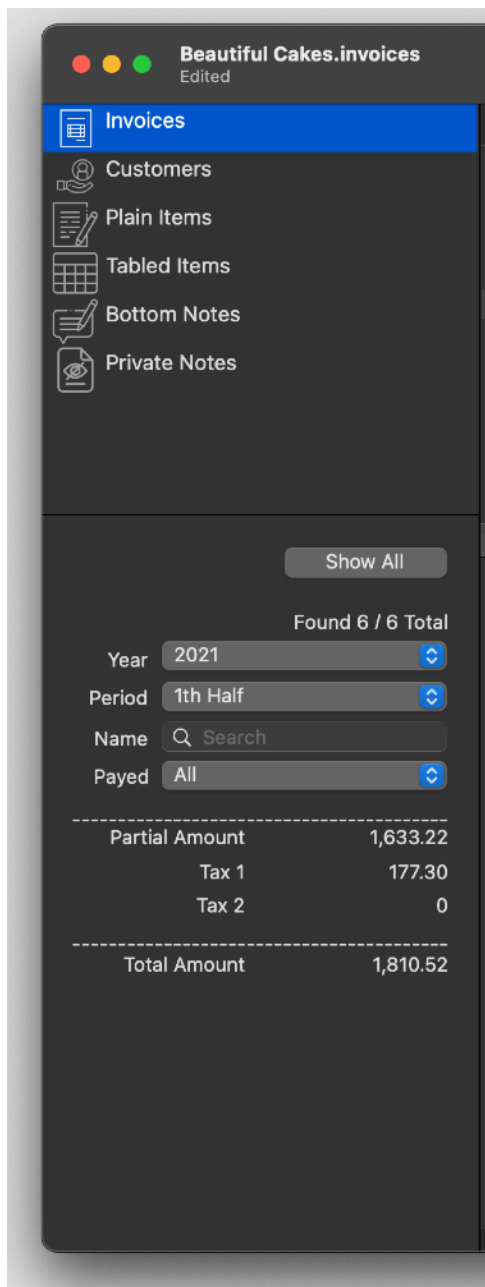 Beautiful Cakes.invoices
Edited
Invoices
Customers
Plain Items
Tabled Items
Bottom Notes
Private Notes
Show All
Found 6 / 6 Total
Year 2021
Period 1th Half
Name Search
Payed All
Partial Amount 1,633.22
Tax 1 177.30
Tax 2 0
Total Amount 1,810.52